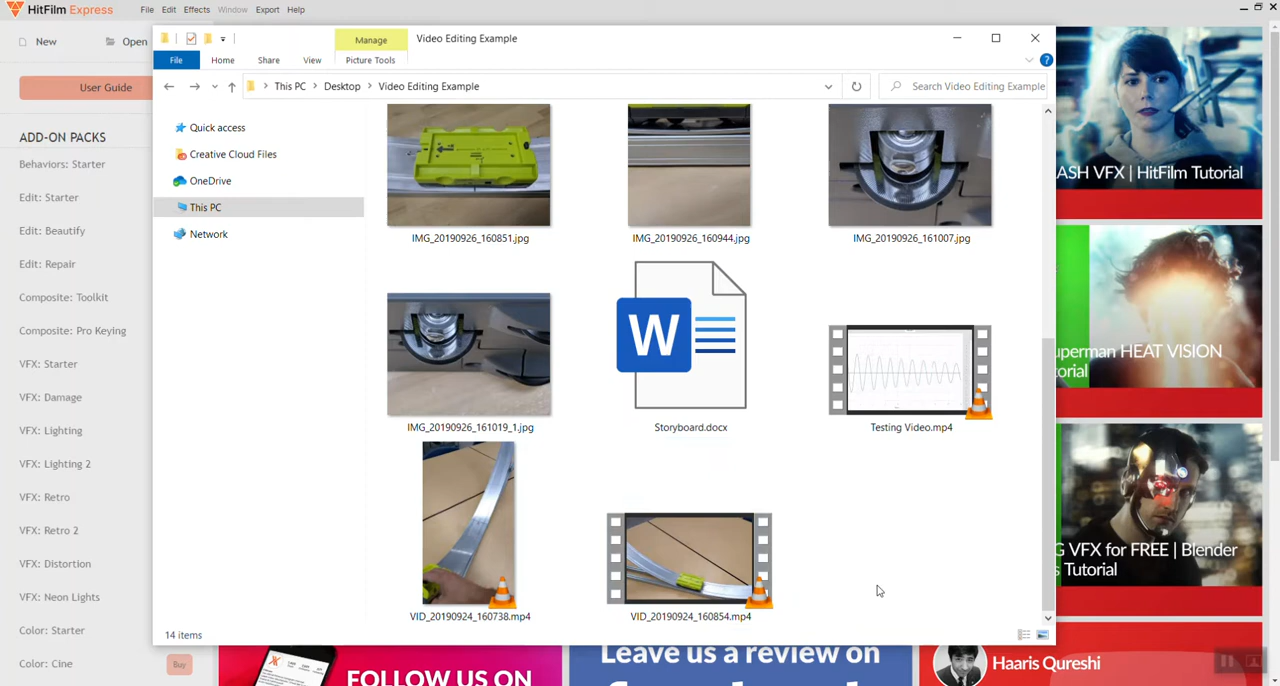 HitFilm Express
File Edit Effects Window Export Help
New Open
User Guide
ADD-ON PACKS
Behaviors: Starter
Edit: Starter
Edit: Beautify
Edit: Repair
Composite: Toolkit
Composite: Pro Keying
VFX: Starter
VFX: Damage
VFX: Lighting
VFX: Lighting 2
VFX: Retro
VFX: Retro 2
VFX: Distortion
VFX: Neon Lights
Color: Starter
Color: Cine
Buy
Manage
Video Editing Example
File Home Share View Picture Tools
This PC > Desktop > Video Editing Example
Search Video Editing Example
Quick access
Creative Cloud Files
OneDrive
This PC
Network
IMG_20190926_160851.jpg
IMG_20190926_160944.jpg
IMG_20190926_161007.jpg
IMG_20190926_161019_1.jpg
W
Storyboard.docx
Testing Video.mp4
VID_20190924_160738.mp4
VID_20190924_160854.mp4
14 items
ASH VFX | HitFilm Tutorial
uperman HEAT VISION
torial
G VFX for FREE | Blender
s Tutorial
Haaris Qureshi
FOLLOW US ON
Leave us a review on